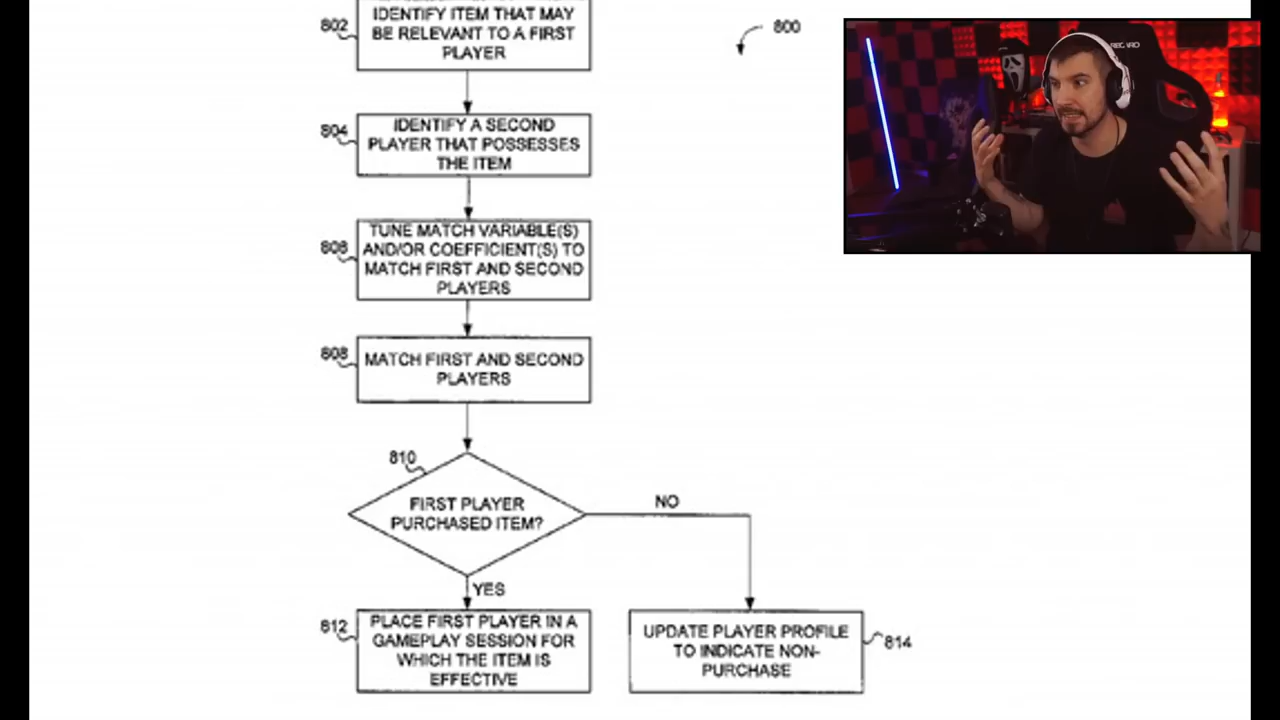 802
IDENTIFY ITEM THAT MAY
BE RELEVANT TO A FIRST
PLAYER
800
804
IDENTIFY A SECOND
PLAYER THAT POSSESSES
THE ITEM
808
TUNE MATCH VARIABLE(S)
AND/OR COEFFICIENT(S) TO
MATCH FIRST AND SECOND
PLAYERS
808
MATCH FIRST AND SECOND
PLAYERS
810
FIRST PLAYER
PURCHASED ITEM?
NO
YES
812
PLACE FIRST PLAYER IN A
GAMEPLAY SESSION FOR
WHICH THE ITEM IS
EFFECTIVE
UPDATE PLAYER PROFILE
TO INDICATE NON-
PURCHASE
814